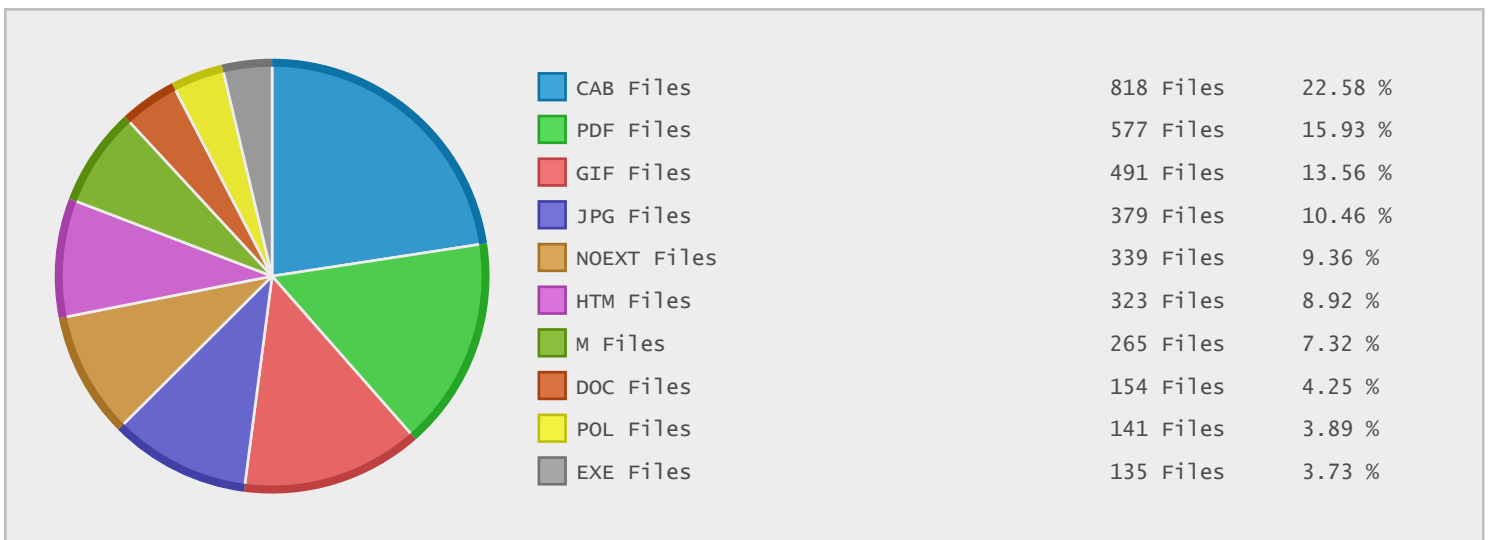 CAB Files 818 Files 22.58 %
PDF Files 577 Files 15.93 %
GIF Files 491 Files 13.56 %
JPG Files 379 Files 10.46 %
NOEXT Files 339 Files 9.36 %
HTM Files 323 Files 8.92 %
M Files 265 Files 7.32 %
DOC Files 154 Files 4.25 %
POL Files 141 Files 3.89 %
EXE Files 135 Files 3.73 %